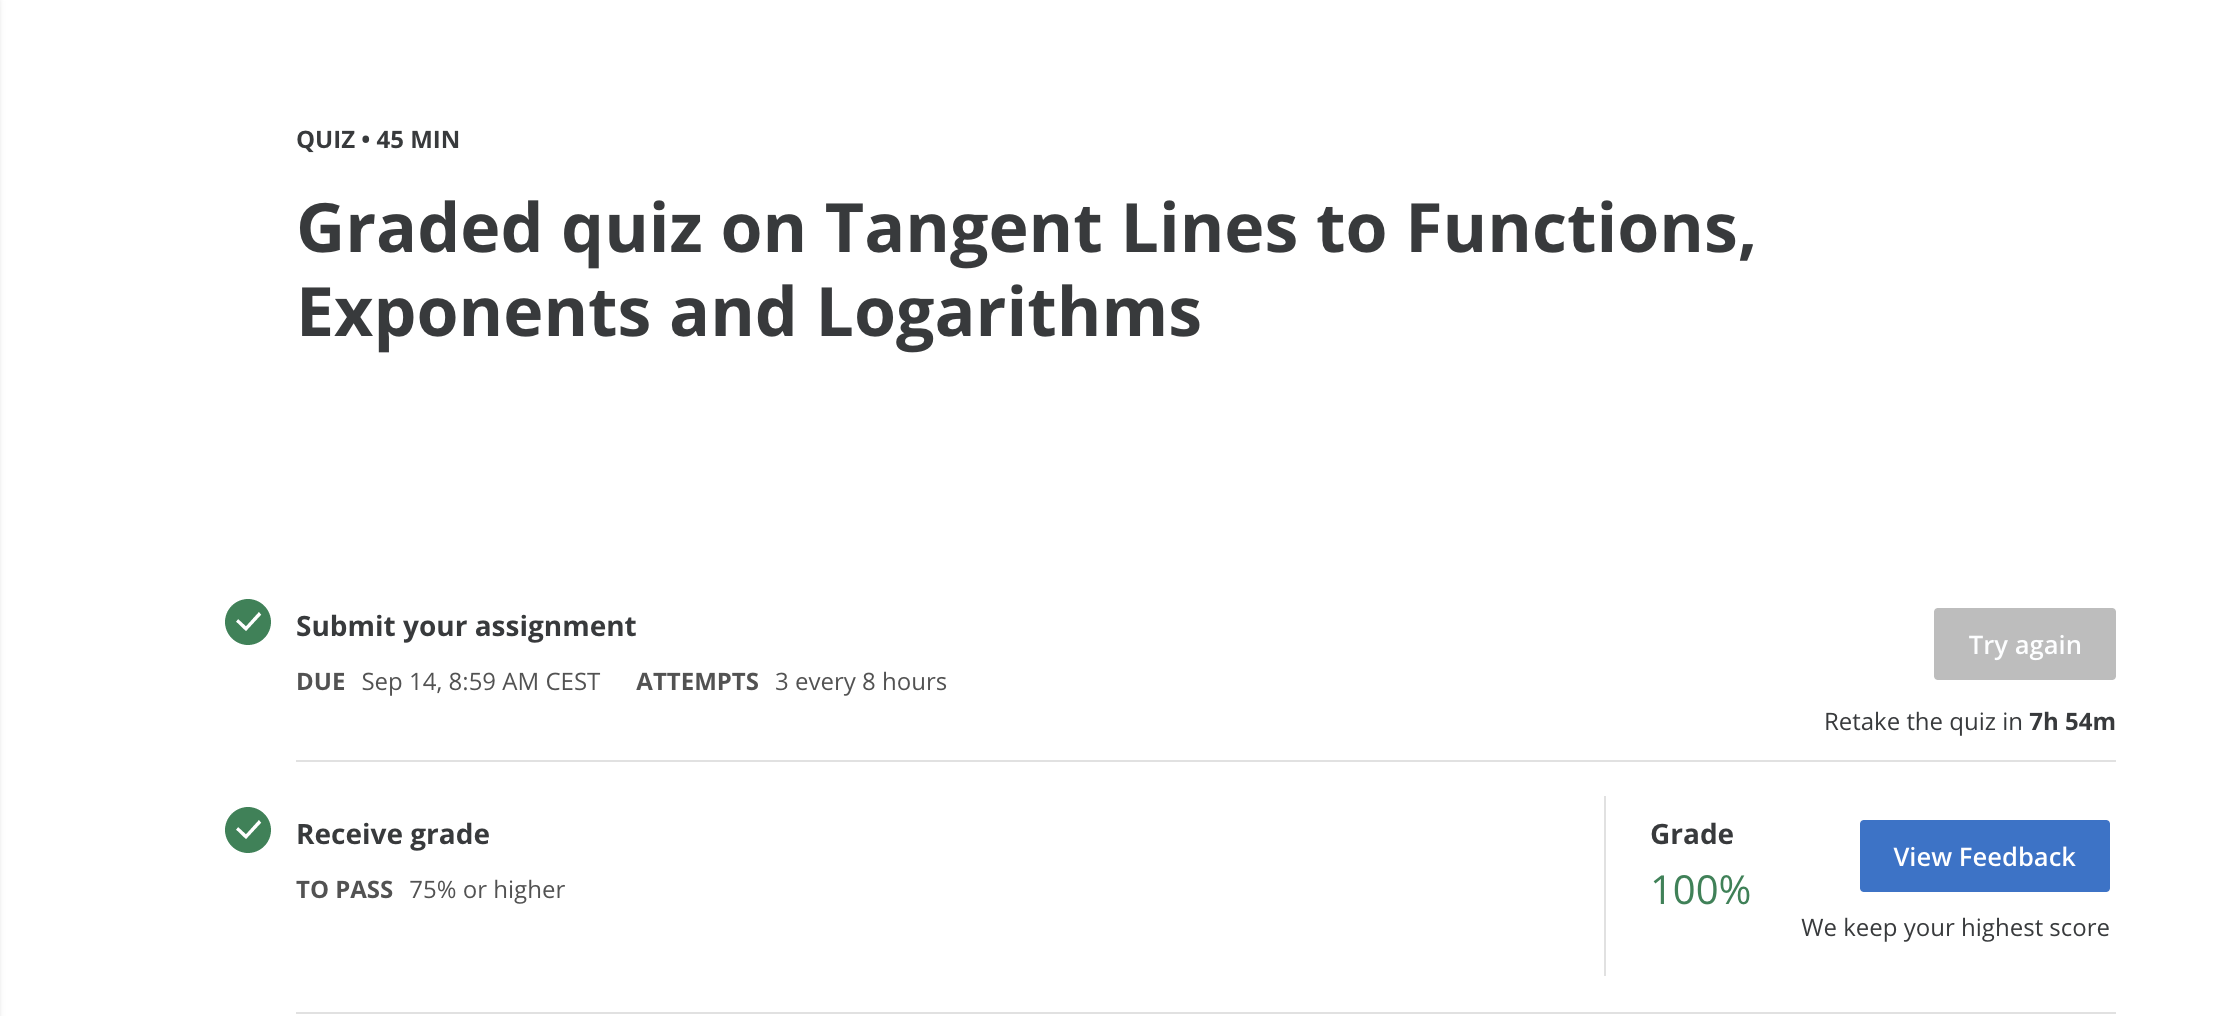 QUIZ • 45 MIN
Graded quiz on Tangent Lines to Functions,
Exponents and Logarithms
Submit your assignment
DUE Sep 14, 8:59 AM CEST ATTEMPTS 3 every 8 hours
Try again
Retake the quiz in 7h 54m
Receive grade
TO PASS 75% or higher
Grade
100%
View Feedback
We keep your highest score